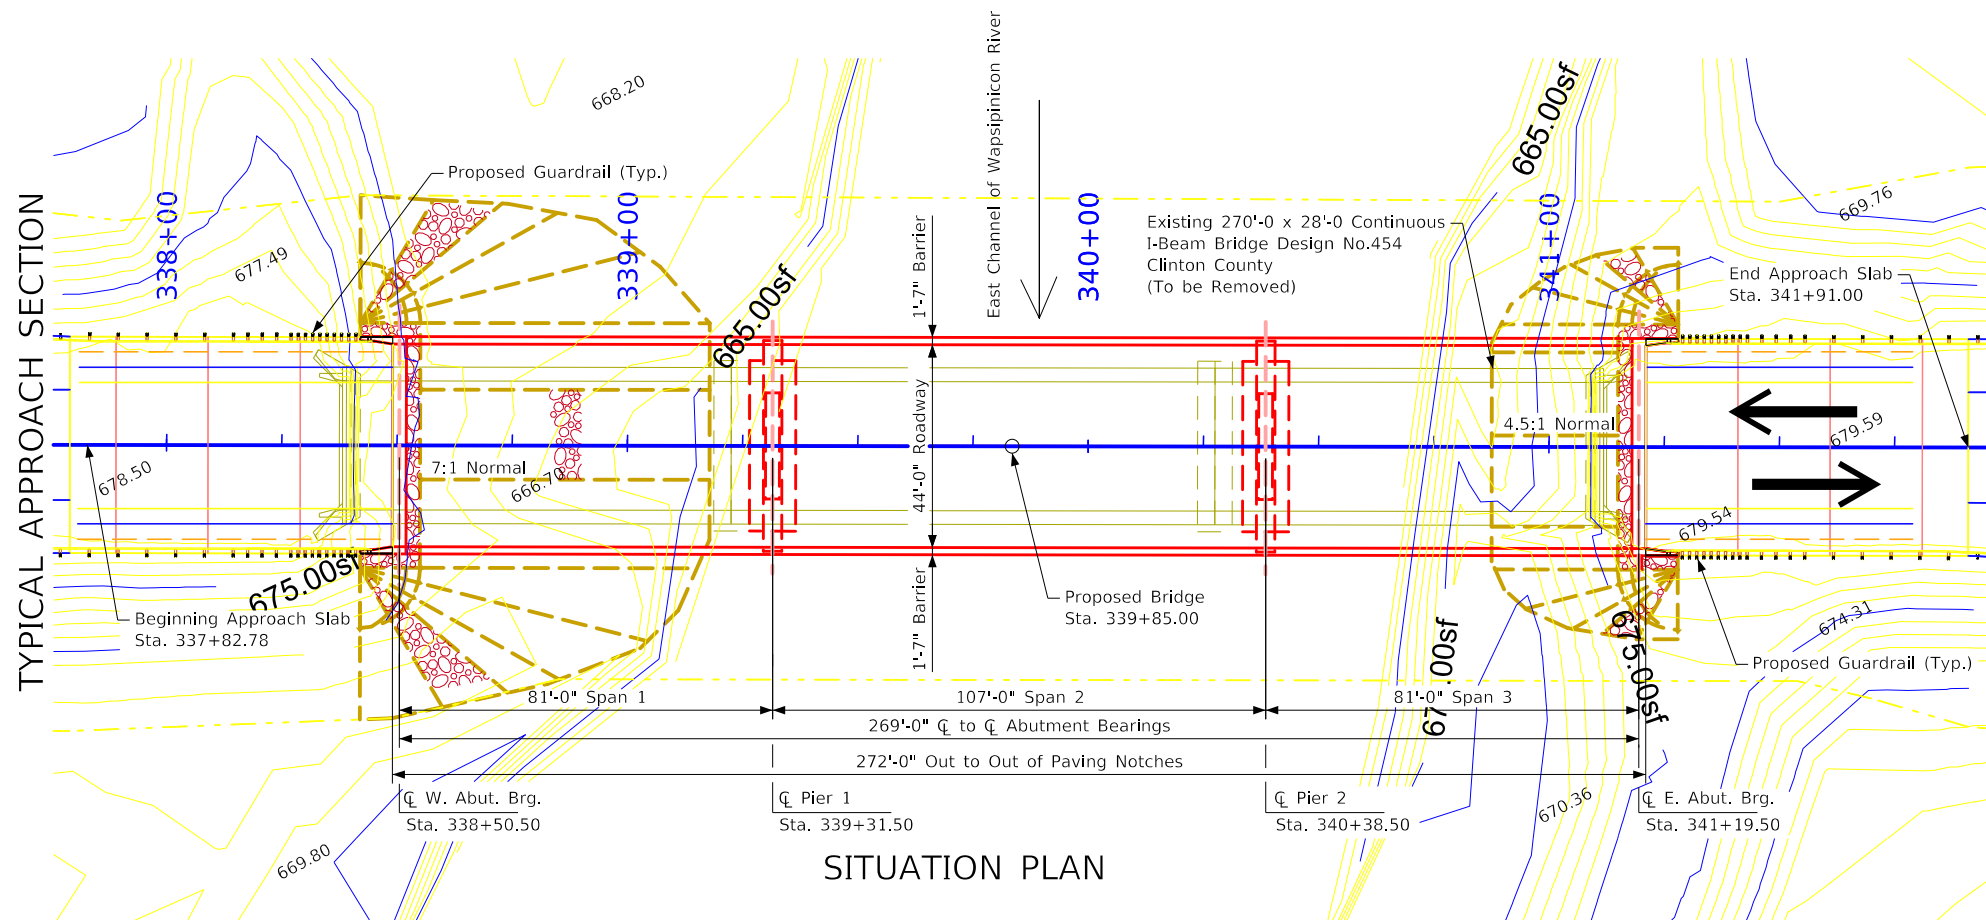 TYPICAL APPROACH SECTION
668.20
Proposed Guardrail (Typ.)
338+00
677.49
339+00
665.00sf
1'-7" Barrier
East Channel of Wapsipinicon River
340+00
Existing 270'-0 x 28'-0 Continuous
I-Beam Bridge Design No.454
Clinton County
(To be Removed)
665.00sf
341+00
669.76
End Approach Slab
Sta. 341+91.00
678.50
7:1 Normal
666.70
44'-0" Roadway
4.5:1 Normal
679.59
679.54
675.00sf
Beginning Approach Slab
Sta. 337+82.78
1'-7" Barrier
Proposed Bridge
Sta. 339+85.00
675.00sf
674.31
Proposed Guardrail (Typ.)
81'-0" Span 1
107'-0" Span 2
81'-0" Span 3
269'-0" ℄ to ℄ Abutment Bearings
272'-0" Out to Out of Paving Notches
℄ W. Abut. Brg.
Sta. 338+50.50
℄ Pier 1
Sta. 339+31.50
℄ Pier 2
Sta. 340+38.50
℄ E. Abut. Brg.
Sta. 341+19.50
670.36
669.80
SITUATION PLAN